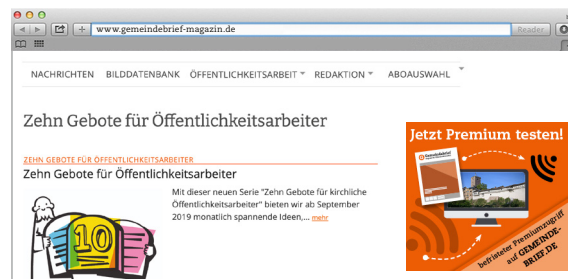 www.gemeindebrief-magazin.de
Reader
NACHRICHTEN BILDDATENBANK ÖFFENTLICHKEITSARBEIT REDAKTION ABOAUSWAHL
Zehn Gebote für Öffentlichkeitsarbeiter
ZEHN GEBOTE FÜR ÖFFENTLICHKEITSARBEITER
Zehn Gebote für Öffentlichkeitsarbeiter
Mit dieser neuen Serie "Zehn Gebote für kirchliche
Öffentlichkeitsarbeiter" bieten wir ab September
2019 monatlich spannende Ideen,... mehr
10
Jetzt Premium testen!
Gemeindebrief
befristeter Premiumzugriff
auf GEMEINDE-
BRIEF.DE